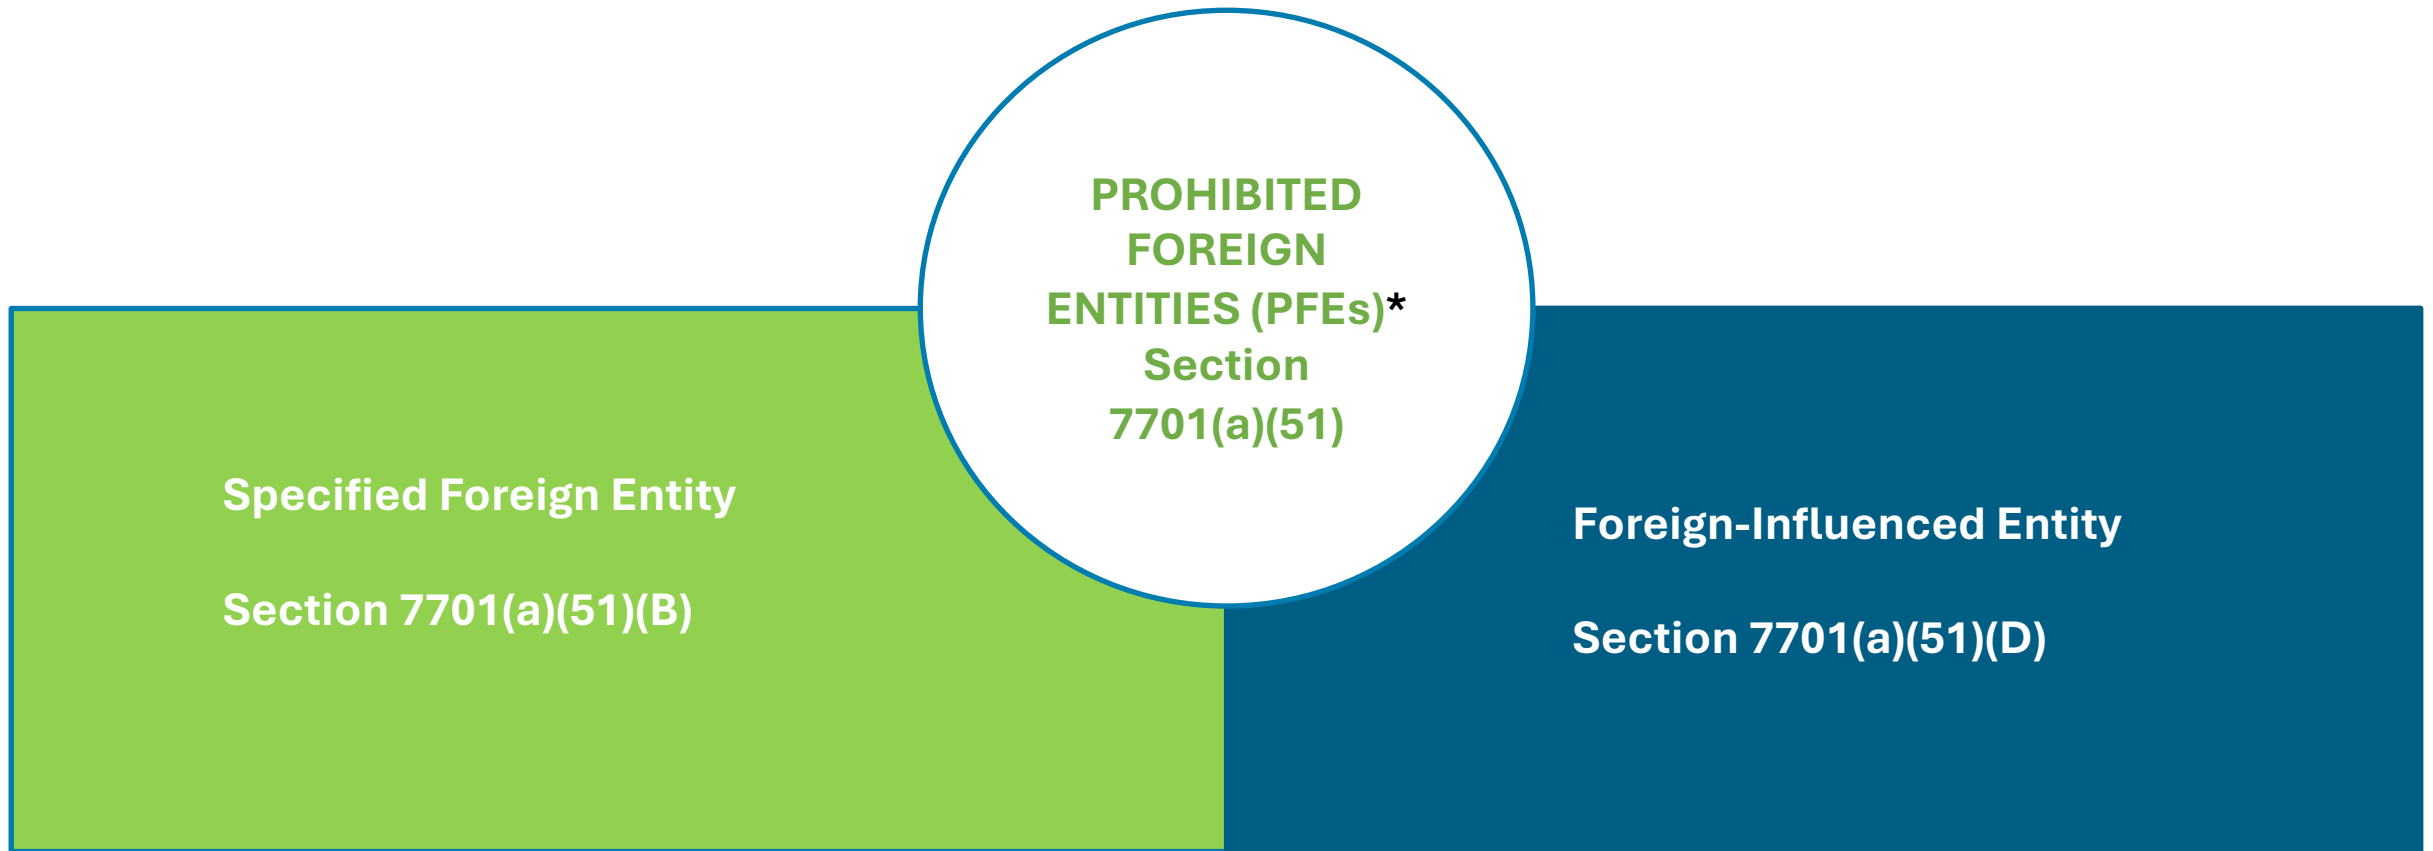 PROHIBITED
FOREIGN
ENTITIES (PFEs)*
Section
7701(a)(51)
Specified Foreign Entity
Section 7701(a)(51)(B)
Foreign-Influenced Entity
Section 7701(a)(51)(D)